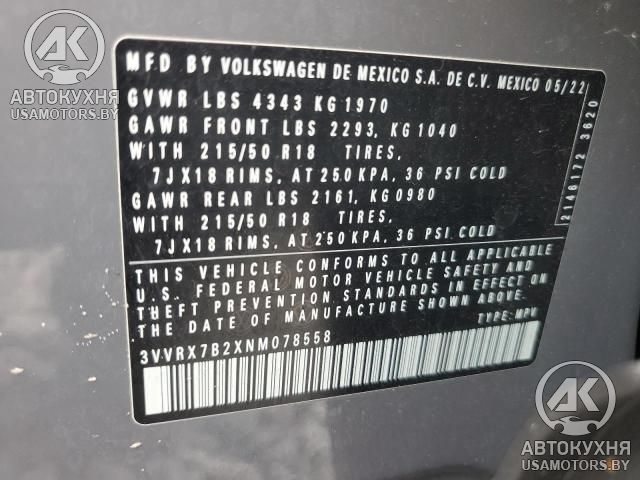 MFD BY VOLKSWAGEN DE MEXICO S.A. DE C.V. MEXICO 05/22
GVWR LBS 4343 KG 1970
GAWR FRONT LBS 2293, KG 1040
WITH 215/50 R18 TIRES,
7JX18 RIMS, AT 250 KPA, 36 PSI COLD
GAWR REAR LBS 2161, KG 0980
WITH 215/50 R18 TIRES,
7JX18 RIMS, AT 250 KPA, 36 PSI COLD
THIS VEHICLE CONFORMS TO ALL APPLICABLE
U.S. FEDERAL MOTOR VEHICLE SAFETY AND
THEFT PREVENTION STANDARDS IN EFFECT ON
THE DATE OF MANUFACTURE SHOWN ABOVE.
TYPE: MPV
3VVRX7B2XNM078558
2146172 3620
АК
АВТОКУХНЯ
USAMOTORS.BY
АК
АВТОКУХНЯ
USAMOTORS.BY